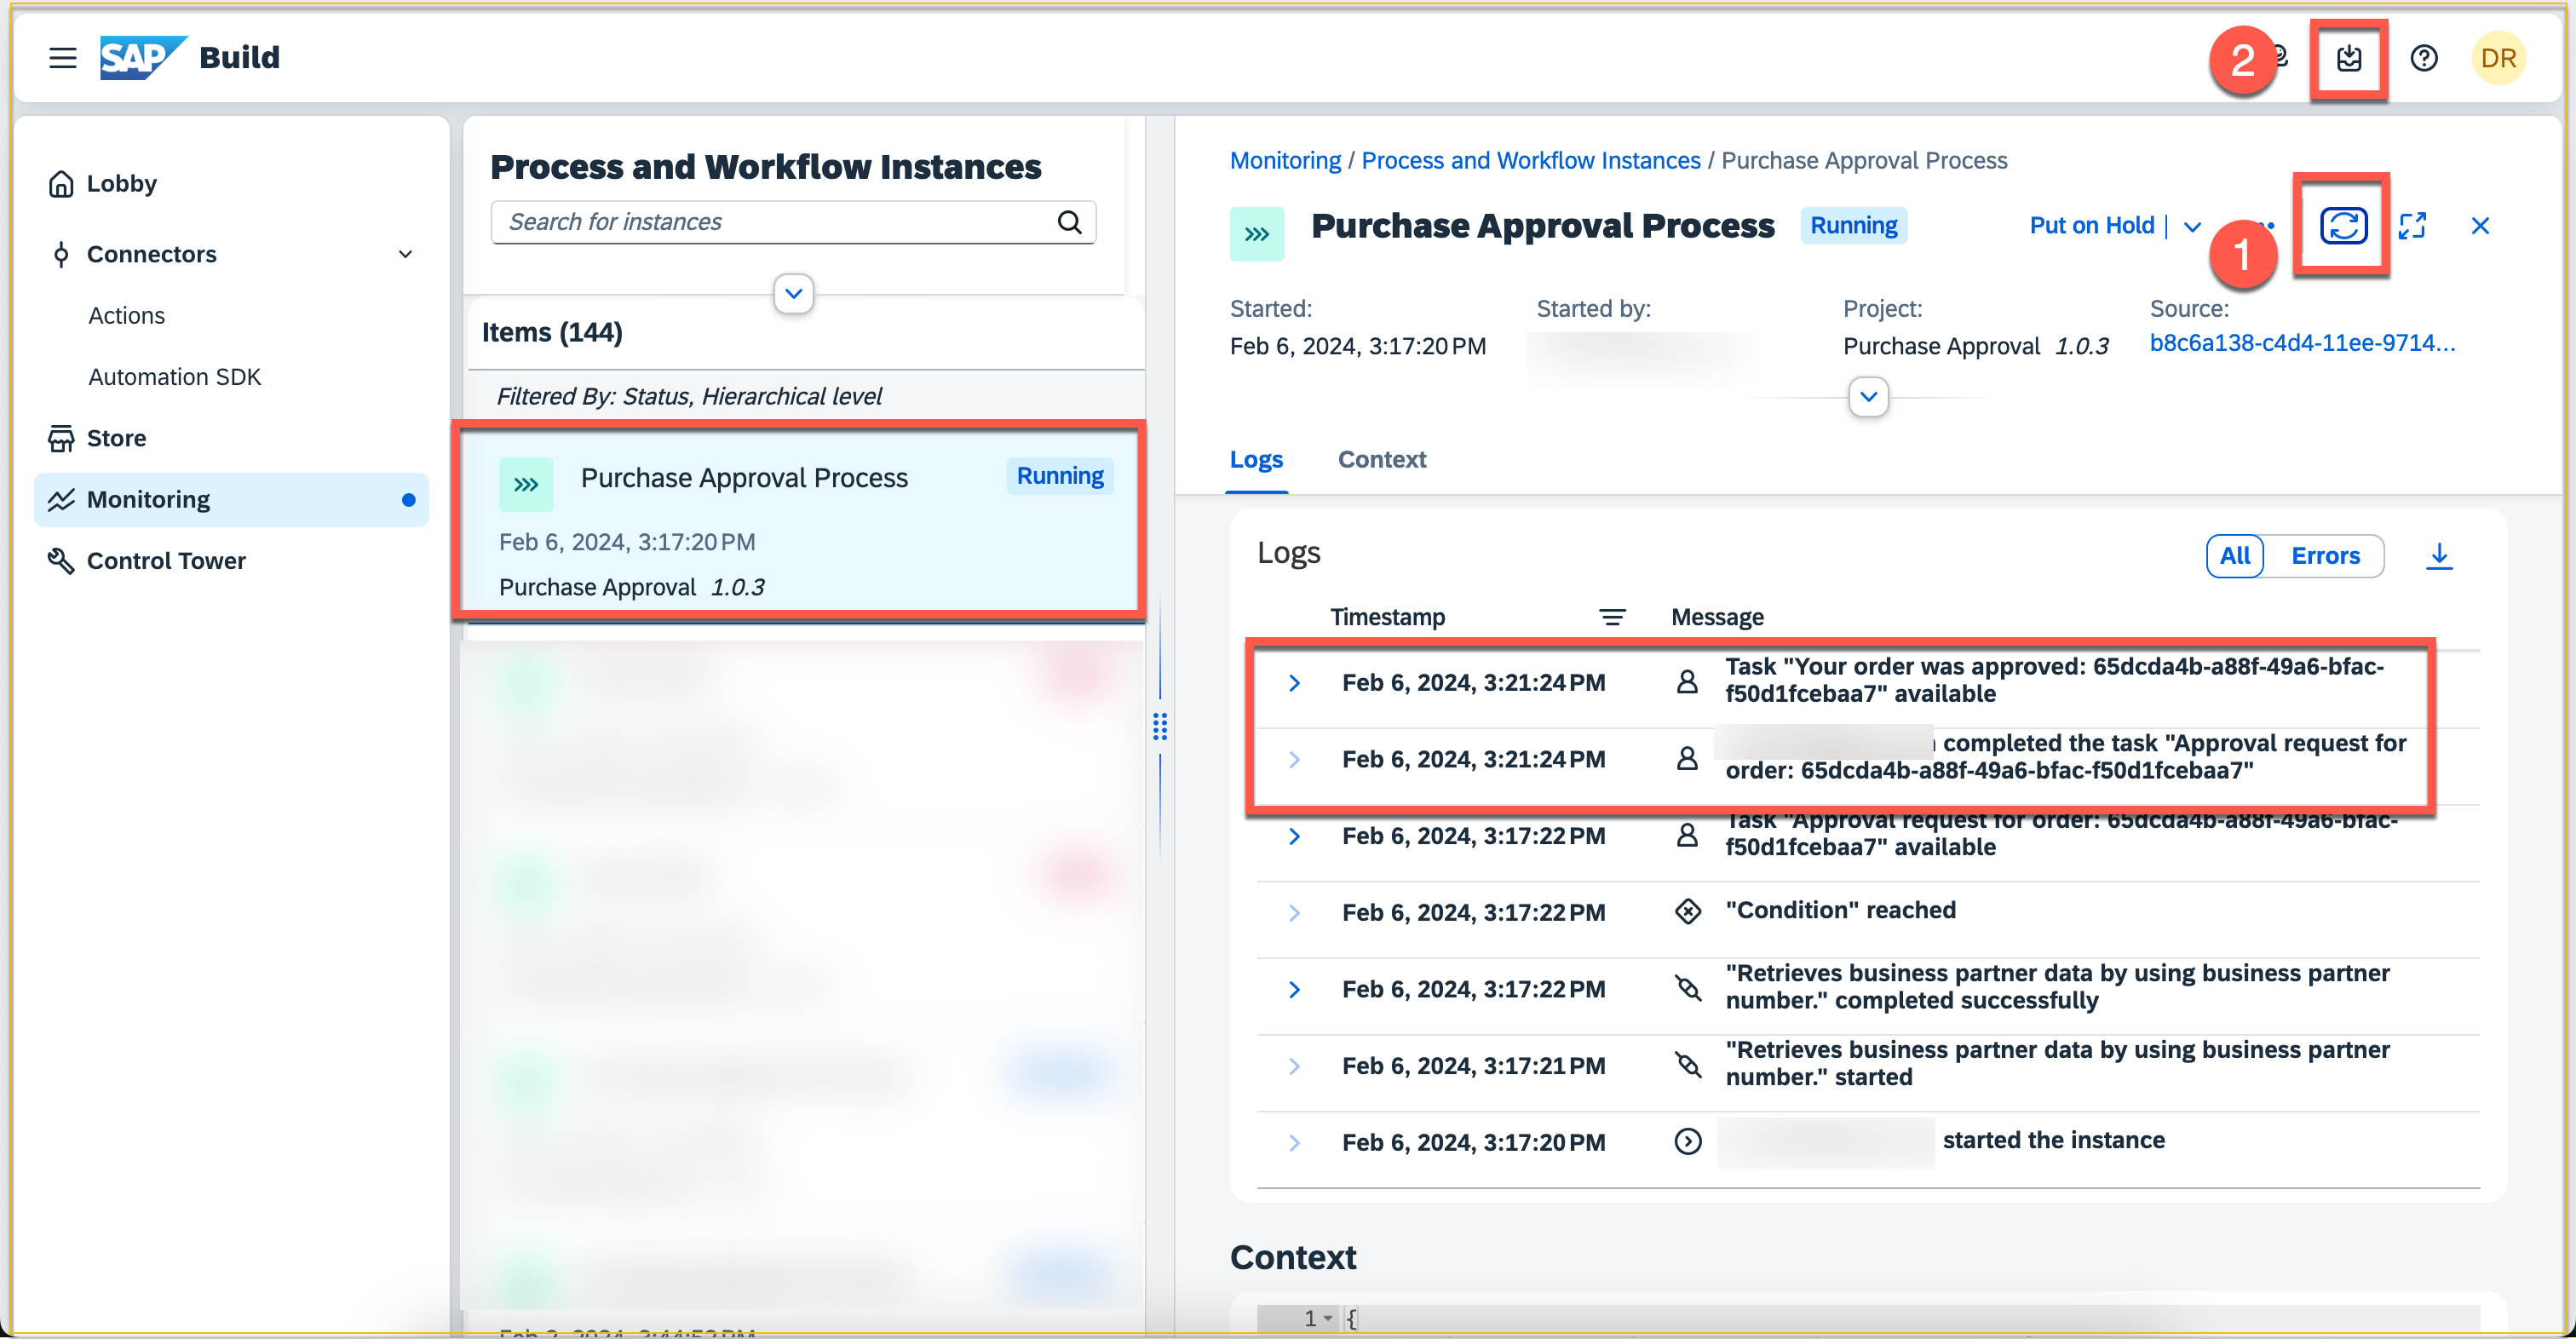 SAP Build
2
DR
Lobby
Connectors
Actions
Automation SDK
Store
Monitoring
Control Tower
Process and Workflow Instances
Search for instances
Items (144)
Filtered By: Status, Hierarchical level
Purchase Approval Process
Running
Feb 6, 2024, 3:17:20 PM
Purchase Approval 1.0.3
Monitoring / Process and Workflow Instances / Purchase Approval Process
Purchase Approval Process
Running
Put on Hold
1
Started:
Feb 6, 2024, 3:17:20 PM
Started by:
Project:
Purchase Approval 1.0.3
Source:
b8c6a138-c4d4-11ee-9714...
Logs
Context
Logs
All
Errors
Timestamp
Message
Feb 6, 2024, 3:21:24 PM
Task "Your order was approved: 65dcda4b-a88f-49a6-bfac-
f50d1fcebaa7" available
Feb 6, 2024, 3:21:24 PM
completed the task "Approval request for
order: 65dcda4b-a88f-49a6-bfac-f50d1fcebaa7"
Feb 6, 2024, 3:17:22 PM
Task "Approval request for order: 65dcda4b-a88f-49a6-bfac-
f50d1fcebaa7" available
Feb 6, 2024, 3:17:22 PM
"Condition" reached
Feb 6, 2024, 3:17:22 PM
"Retrieves business partner data by using business partner
number." completed successfully
Feb 6, 2024, 3:17:21 PM
"Retrieves business partner data by using business partner
number." started
Feb 6, 2024, 3:17:20 PM
started the instance
Context
1
{